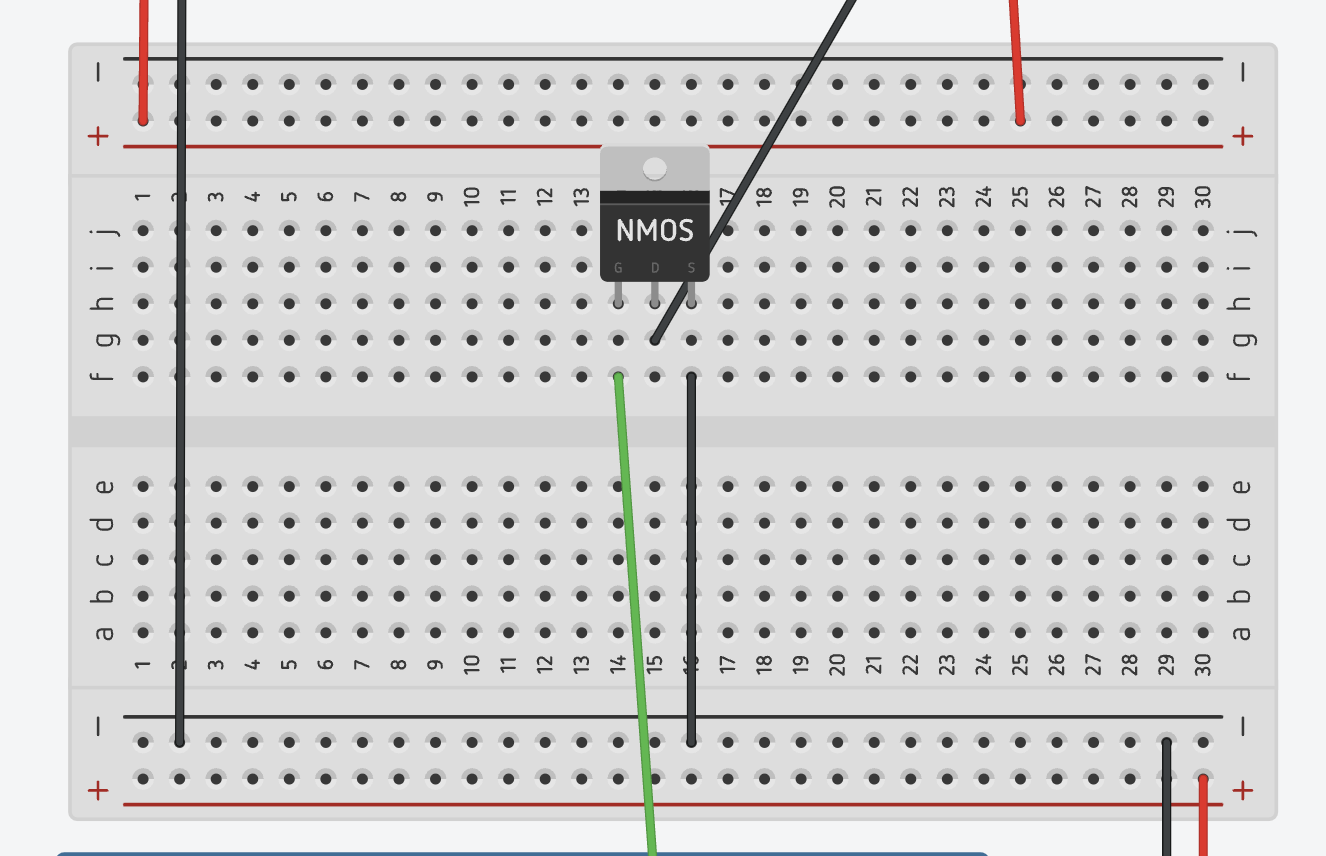 − −
+ +
1 2 3 4 5 6 7 8 9 10 11 12 13 17 18 19 20 21 22 23 24 25 26 27 28 29 30
j NMOS j
i G D S i
h h
g g
f f
e e
d d
c c
b b
a a
1 2 3 4 5 6 7 8 9 10 11 12 13 14 15 16 17 18 19 20 21 22 23 24 25 26 27 28 29 30
− −
+ +